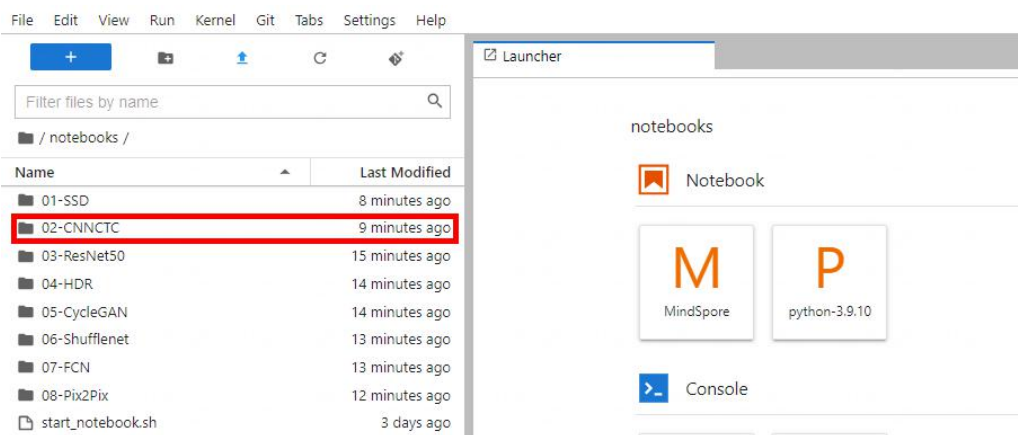 File Edit View Run Kernel Git Tabs Settings Help
+
Launcher
Filter files by name
/ notebooks /
Name Last Modified
01-SSD 8 minutes ago
02-CNNCTC 9 minutes ago
03-ResNet50 15 minutes ago
04-HDR 14 minutes ago
05-CycleGAN 14 minutes ago
06-Shufflenet 13 minutes ago
07-FCN 13 minutes ago
08-Pix2Pix 12 minutes ago
start_notebook.sh 3 days ago
notebooks
Notebook
M P
MindSpore python-3.9.10
Console